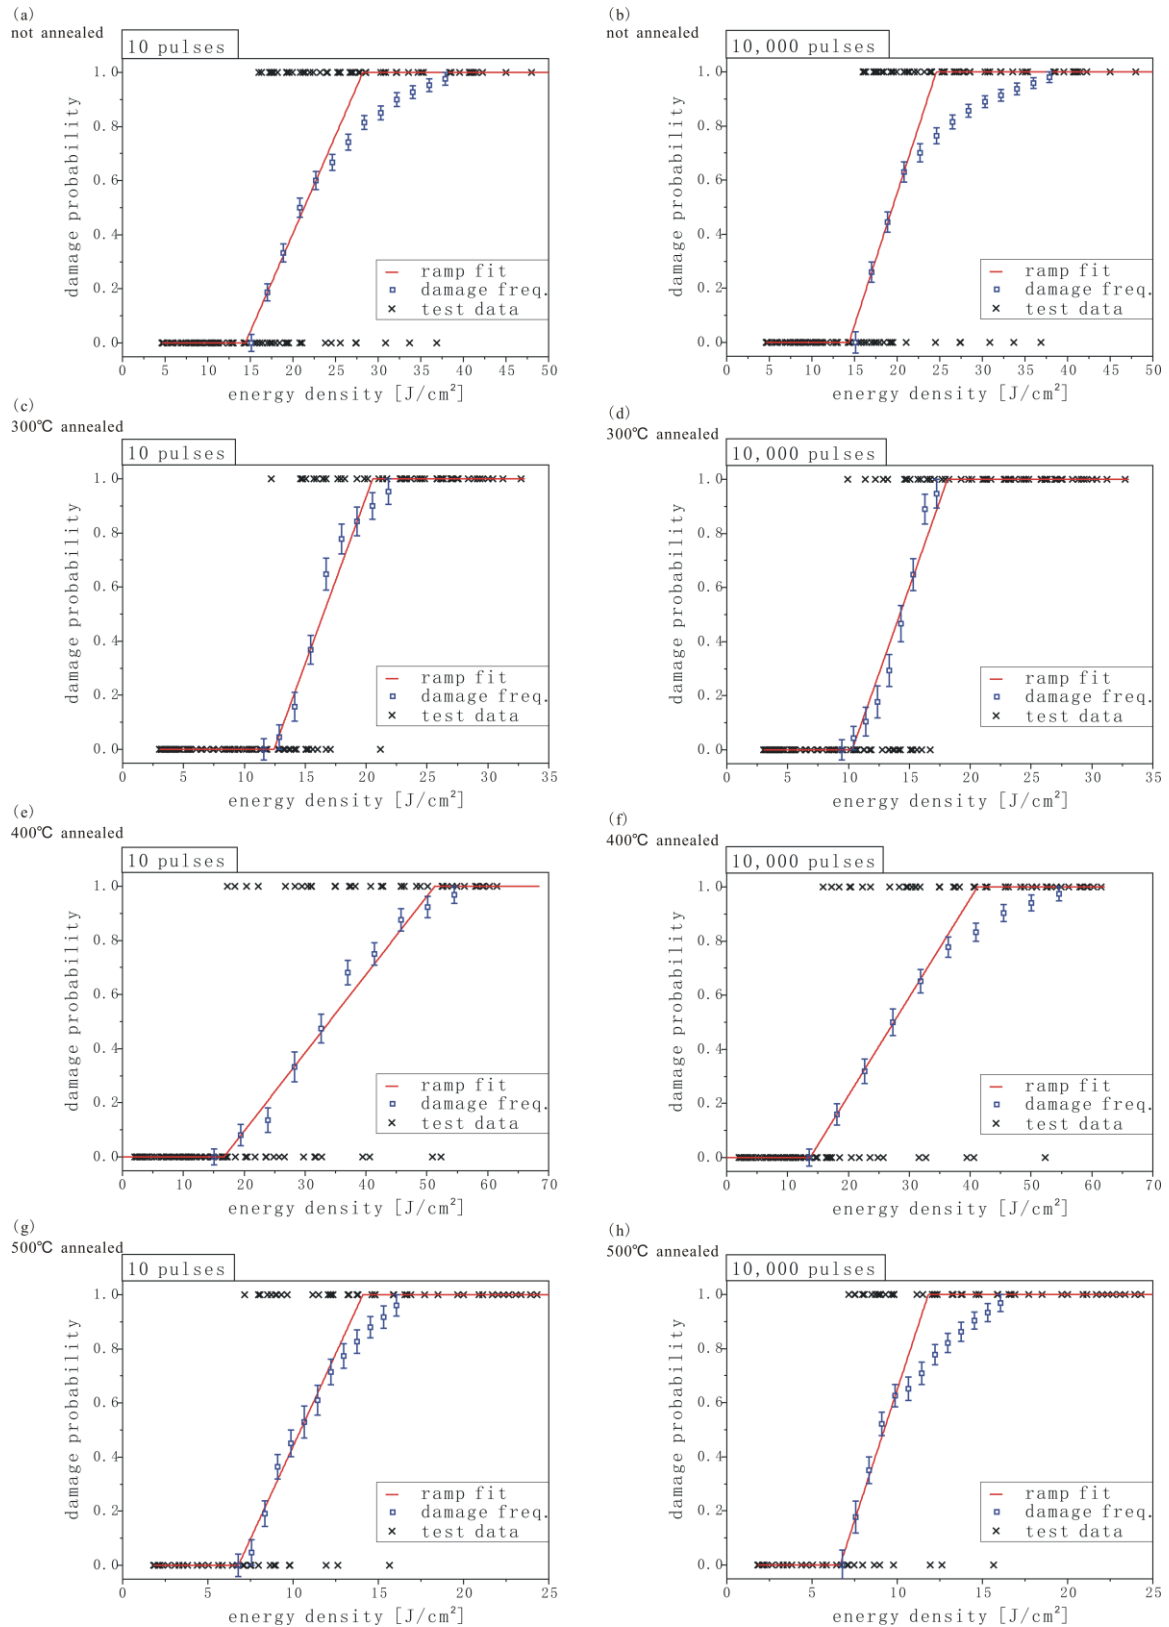 (a)
not annealed
10 pulses
1.0
0.8
0.6
0.4
0.2
0.0
damage probability
ramp fit
damage freq.
test data
0 5 10 15 20 25 30 35 40 45 50
energy density [J/cm²]
(b)
not annealed
10,000 pulses
1.0
0.8
0.6
0.4
0.2
0.0
damage probability
ramp fit
damage freq.
test data
0 5 10 15 20 25 30 35 40 45 50
energy density [J/cm²]
(c)
300℃ annealed
10 pulses
1.0
0.8
0.6
0.4
0.2
0.0
damage probability
ramp fit
damage freq.
test data
0 5 10 15 20 25 30 35
energy density [J/cm²]
(d)
300℃ annealed
10,000 pulses
1.0
0.8
0.6
0.4
0.2
0.0
damage probability
ramp fit
damage freq.
test data
0 5 10 15 20 25 30 35
energy density [J/cm²]
(e)
400℃ annealed
10 pulses
1.0
0.8
0.6
0.4
0.2
0.0
damage probability
ramp fit
damage freq.
test data
0 10 20 30 40 50 60 70
energy density [J/cm²]
(f)
400℃ annealed
10,000 pulses
1.0
0.8
0.6
0.4
0.2
0.0
damage probability
ramp fit
damage freq.
test data
0 10 20 30 40 50 60 70
energy density [J/cm²]
(g)
500℃ annealed
10 pulses
1.0
0.8
0.6
0.4
0.2
0.0
damage probability
ramp fit
damage freq.
test data
0 5 10 15 20 25
energy density [J/cm²]
(h)
500℃ annealed
10,000 pulses
1.0
0.8
0.6
0.4
0.2
0.0
damage probability
ramp fit
damage freq.
test data
0 5 10 15 20 25
energy density [J/cm²]